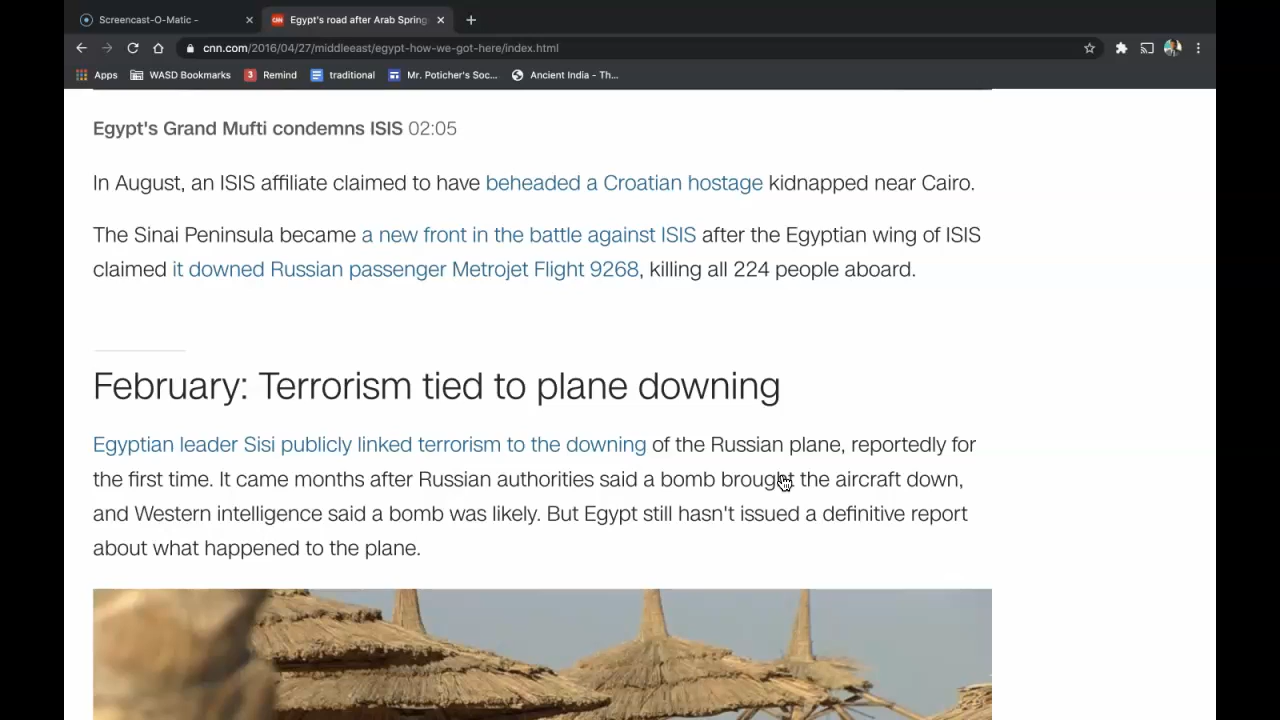 Screencast-O-Matic -
CNN Egypt's road after Arab Spring
cnn.com/2016/04/27/middleeast/egypt-how-we-got-here/index.html
Apps WASD Bookmarks 3 Remind traditional Mr. Poticher's Soc... Ancient India - Th...
Egypt's Grand Mufti condemns ISIS 02:05
In August, an ISIS affiliate claimed to have beheaded a Croatian hostage kidnapped near Cairo.
The Sinai Peninsula became a new front in the battle against ISIS after the Egyptian wing of ISIS
claimed it downed Russian passenger Metrojet Flight 9268, killing all 224 people aboard.
February: Terrorism tied to plane downing
Egyptian leader Sisi publicly linked terrorism to the downing of the Russian plane, reportedly for
the first time. It came months after Russian authorities said a bomb brought the aircraft down,
and Western intelligence said a bomb was likely. But Egypt still hasn't issued a definitive report
about what happened to the plane.